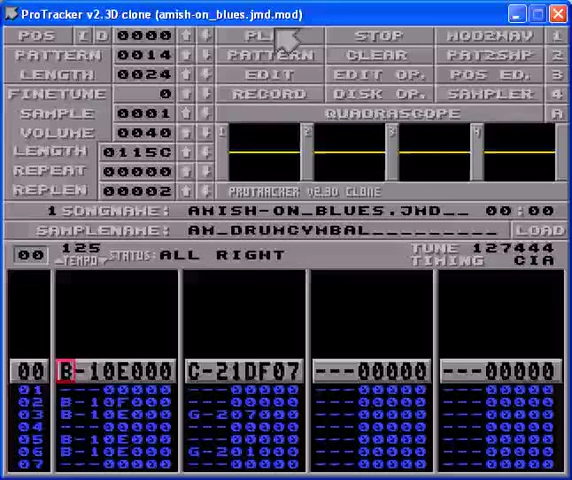 ProTracker v2.3D clone (amish-on_blues.jmd.mod)
POS I D 0000 PL STOP MOD2WAV 1
PATTERN 0014 PATTERN CLEAR PAT2SMP 2
LENGTH 0024 EDIT EDIT OP. POS ED. 3
FINETUNE 0 RECORD DISK OP. SAMPLER 4
SAMPLE 0001 QUADRASCOPE A
VOLUME 0040 1 2 3 4
LENGTH 0115C
REPEAT 00000
REPLEN 00002 PROTRACKER V2.3D CLONE
1 SONGNAME: AMISH-ON_BLUES.JMD__ 00:00
SAMPLENAME: AM_DRUMCYMBAL_________ LOAD
00 125 TEMPO STATUS: ALL RIGHT TUNE 127444
TIMING CIA
00 B-10E000 C-21DF07 ---00000 ---00000
01 ---00000 ---00000 ---00000 ---00000
02 B-10F000 ---00000 ---00000 ---00000
03 B-10E000 G-207000 ---00000 ---00000
04 ---00000 ---00000 ---00000 ---00000
05 B-10E000 ---00000 ---00000 ---00000
06 B-10E000 G-201000 ---00000 ---00000
07 ---00000 ---00000 ---00000 ---00000